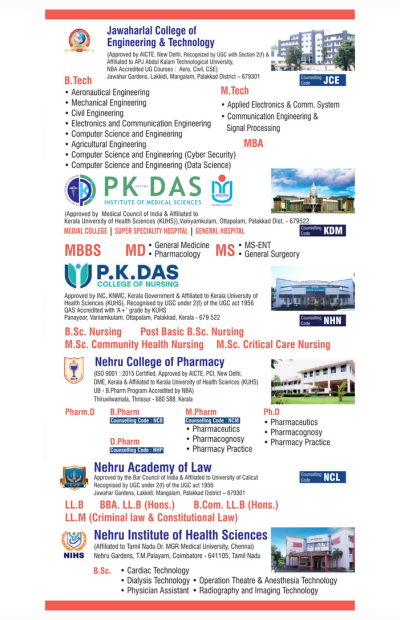 Jawaharlal College of
Engineering & Technology
(Approved by AICTE, New Delhi, Recognized by UGC with Section 2(f) &
Affiliated to APJ Abdul Kalam Technological University,
NBA Accredited UG Courses : Aero, Civil, CSE)
Jawahar Gardens, Lakkidi, Mangalam, Palakkad District – 679301
Counselling Code JCE
B.Tech
• Aeronautical Engineering
• Mechanical Engineering
• Civil Engineering
• Electronics and Communication Engineering
• Computer Science and Engineering
• Agricultural Engineering
• Computer Science and Engineering (Cyber Security)
• Computer Science and Engineering (Data Science)
M.Tech
• Applied Electronics & Comm. System
• Communication Engineering &
Signal Processing
MBA
PK DAS
INSTITUTE OF MEDICAL SCIENCES
(Approved by Medical Council of India & Affiliated to
Kerala University of Health Sciences (KUHS)),Vaniyamkulam, Ottapalam, Palakkad Dist. - 679522.
MEDIAL COLLEGE | SUPER SPECIALITY HOSPITAL | GENERAL HOSPITAL
Counselling Code KDM
MBBS
MD • General Medicine
• Pharmacology
MS • MS-ENT
• General Surgeory
P.K.DAS
COLLEGE OF NURSING
Approved by INC, KNMC, Kerala Government & Affiliated to Kerala University of
Health Sciences (KUHS), Recognised by UGC under 2(f) of the UGC act 1956
QAS Accredited with 'A+' grade by KUHS
Panayoor, Vaniamkulam, Ottapalam, Palakkad, Kerala - 679 522
Counselling Code NHN
B.Sc. Nursing Post Basic B.Sc. Nursing
M.Sc. Community Health Nursing M.Sc. Critical Care Nursing
Nehru College of Pharmacy
(ISO 9001 : 2015 Certified, Approved by AICTE, PCI, New Delhi,
DME, Kerala & Affiliated to Kerala University of Health Sciences (KUHS)
UB - B.Pharm Program Accredited by NBA)
Thiruvilwamala, Thrissur - 680 588. Kerala
Pharm.D
B.Pharm
Counselling Code : NCB
D.Pharm
Counselling Code : NHP
M.Pharm
Counselling Code : NCM
• Pharmaceutics
• Pharmacognosy
• Pharmacy Practice
Ph.D
• Pharmaceutics
• Pharmacognosy
• Pharmacy Practice
Nehru Academy of Law
Approved by the Bar Council of India & Affiliated to University of Calicut
Recognised by UGC under 2(f) of the UGC act 1956
Jawahar Gardens, Lakkidi, Mangalam, Palakkad District – 679301
Counselling Code NCL
LL.B BBA. LL.B (Hons.) B.Com. LL.B (Hons.)
LL.M (Criminal law & Constitutional Law)
NIHS
Nehru Institute of Health Sciences
(Affiliated to Tamil Nadu Dr. MGR Medical University, Chennai)
Nehru Gardens, T.M.Palayam, Coimbatore - 641105, Tamil Nadu
B.Sc. • Cardiac Technology
• Dialysis Technology • Operation Theatre & Anesthesia Technology
• Physician Assistant • Radiography and Imaging Technology